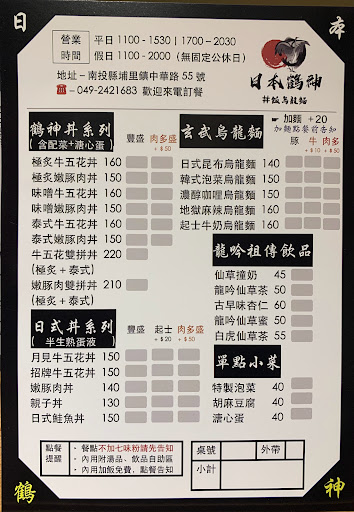 日
本
營業 平日 1100 - 1530 | 1700 - 2030
時間 假日 1100 - 2000（無固定公休日）
地址 – 南投縣埔里鎮中華路 55 號
☎ – 049-2421683 歡迎來電訂餐
日本鶴神
丼飯烏龍麵
鶴神丼系列
（含配菜+溏心蛋）
豐盛 肉多盛
+ $ 50
極炙牛五花丼 160
極炙嫩豚肉丼 160
味噌牛五花丼 160
味噌嫩豚肉丼 160
泰式牛五花丼 150
泰式嫩豚肉丼 150
牛五花雙拼丼 220
(極炙 + 泰式)
嫩豚肉雙拼丼 210
(極炙 + 泰式)
日式丼系列
（半生熟蛋液）
豐盛 起士 肉多盛
+ $ 20 + $ 50
月見牛五花丼 150
招牌牛五花丼 150
嫩豚肉丼 140
親子丼 130
日式鮭魚丼 150
玄武烏龍麵
☛ 加麵 +20
加麵點餐前告知
豚 牛 肉多盛
+ $ 10 + $ 50
日式昆布烏龍麵 140
韓式泡菜烏龍麵 160
濃醇咖哩烏龍麵 160
地獄麻辣烏龍麵 160
起士牛奶烏龍麵 160
龍吟祖傳飲品
仙草撞奶 45
龍吟仙草茶 50
古早味杏仁 60
龍吟仙草蜜 50
白虎仙草茶 55
單點小菜
特製泡菜 40
胡麻豆腐 40
溏心蛋 40
點餐提醒
・餐點不加七味粉請先告知
・內用附湯品、飲品自助區
・內用加飯免費，點餐告知
桌號 外帶
小計
鶴
神